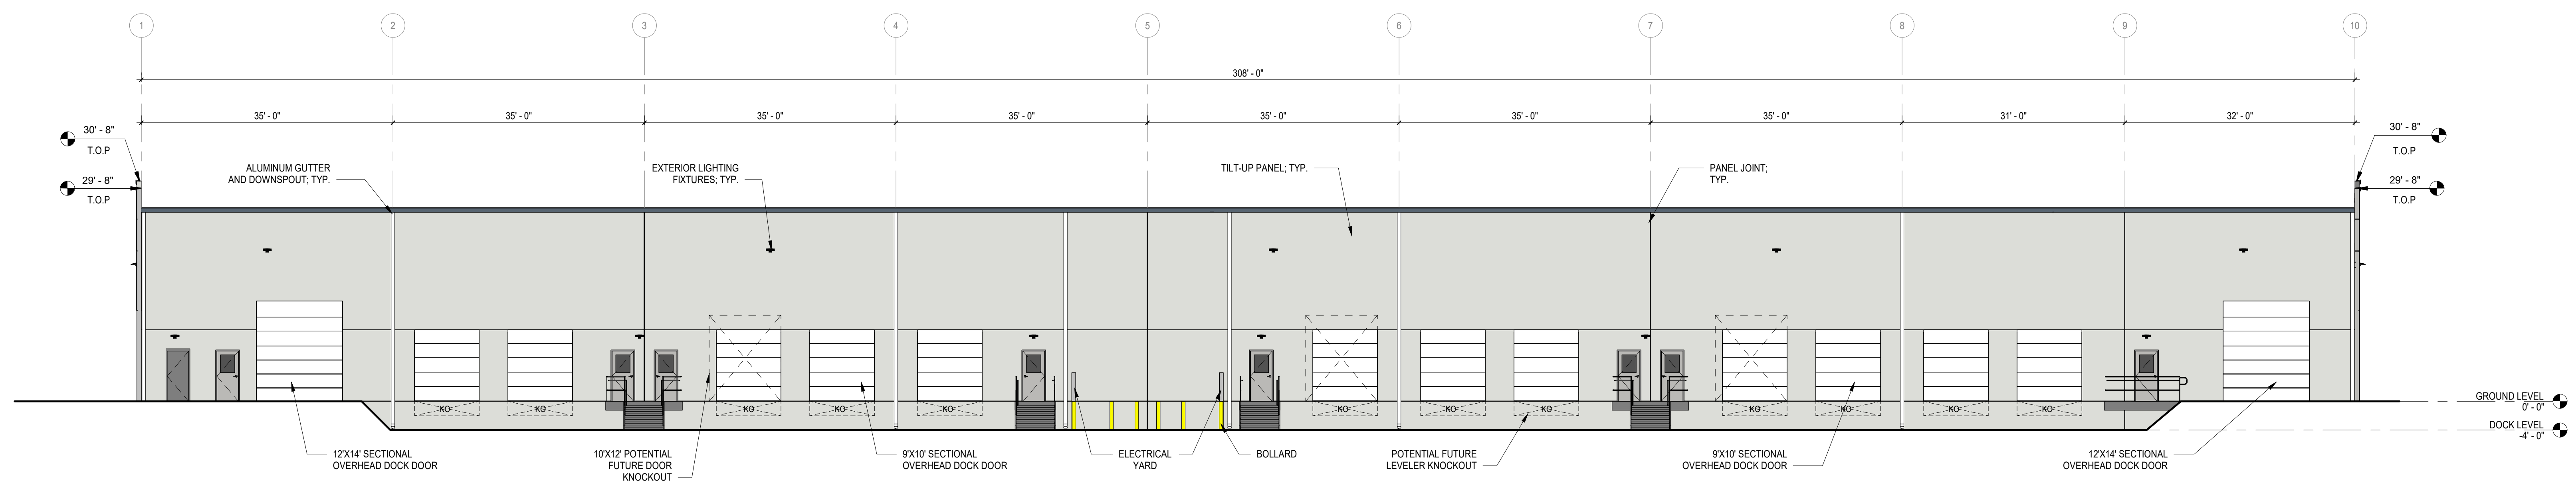 1 2 3 4 5 6 7 8 9 10
308' - 0"
35' - 0" 35' - 0" 35' - 0" 35' - 0" 35' - 0" 35' - 0" 35' - 0" 31' - 0" 32' - 0"
30' - 8"
T.O.P
29' - 8"
T.O.P
ALUMINUM GUTTER
AND DOWNSPOUT; TYP.
EXTERIOR LIGHTING
FIXTURES; TYP.
TILT-UP PANEL; TYP.
PANEL JOINT;
TYP.
30' - 8"
T.O.P
29' - 8"
T.O.P
KO KO KO KO KO KO KO KO KO KO KO KO
GROUND LEVEL
0' - 0"
DOCK LEVEL
-4' - 0"
12'X14' SECTIONAL
OVERHEAD DOCK DOOR
10'X12' POTENTIAL
FUTURE DOOR
KNOCKOUT
9'X10' SECTIONAL
OVERHEAD DOCK DOOR
ELECTRICAL
YARD
BOLLARD
POTENTIAL FUTURE
LEVELER KNOCKOUT
9'X10' SECTIONAL
OVERHEAD DOCK DOOR
12'X14' SECTIONAL
OVERHEAD DOCK DOOR